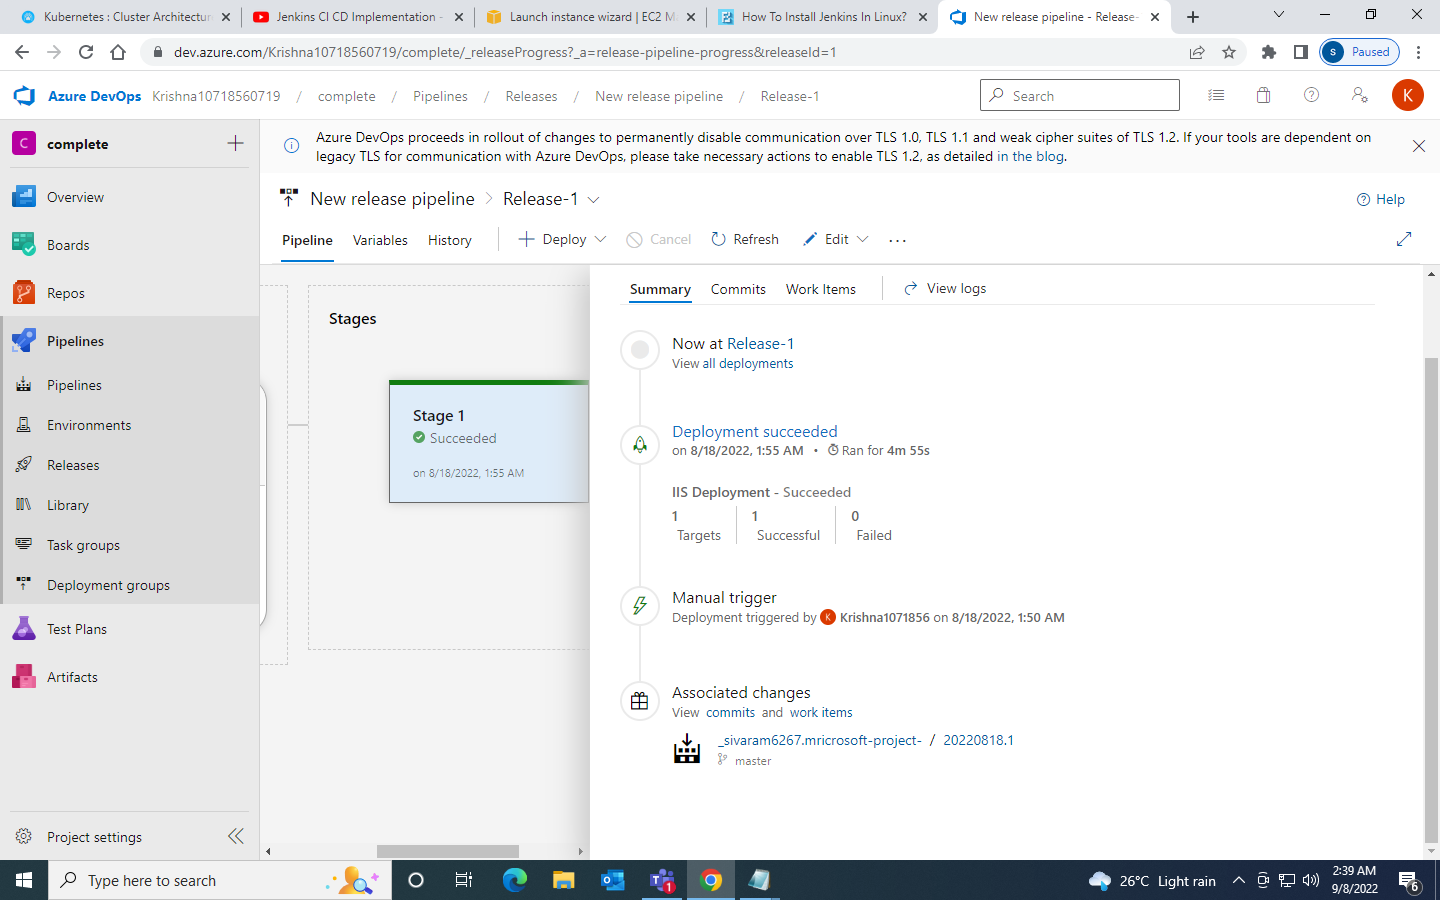 Kubernetes : Cluster Architectur
Jenkins CI CD Implementation -
Launch instance wizard | EC2 M
How To Install Jenkins In Linux?
New release pipeline - Release-
dev.azure.com/Krishna10718560719/complete/_releaseProgress?_a=release-pipeline-progress&releaseId=1
s Paused
Azure DevOps Krishna10718560719 / complete / Pipelines / Releases / New release pipeline / Release-1
Search
K
C complete
Azure DevOps proceeds in rollout of changes to permanently disable communication over TLS 1.0, TLS 1.1 and weak cipher suites of TLS 1.2. If your tools are dependent on
legacy TLS for communication with Azure DevOps, please take necessary actions to enable TLS 1.2, as detailed in the blog.
Overview
Boards
Repos
Pipelines
Pipelines
Environments
Releases
Library
Task groups
Deployment groups
Test Plans
Artifacts
Project settings
New release pipeline > Release-1
Help
Pipeline Variables History
Deploy Cancel Refresh Edit ...
Stages
Stage 1
Succeeded
on 8/18/2022, 1:55 AM
Summary Commits Work Items View logs
Now at Release-1
View all deployments
Deployment succeeded
on 8/18/2022, 1:55 AM • Ran for 4m 55s
IIS Deployment - Succeeded
1 1 0
Targets Successful Failed
Manual trigger
Deployment triggered by K Krishna1071856 on 8/18/2022, 1:50 AM
Associated changes
View commits and work items
_sivaram6267.mricrosoft-project- / 20220818.1
master
Type here to search
1
26°C Light rain
2:39 AM
9/8/2022
6